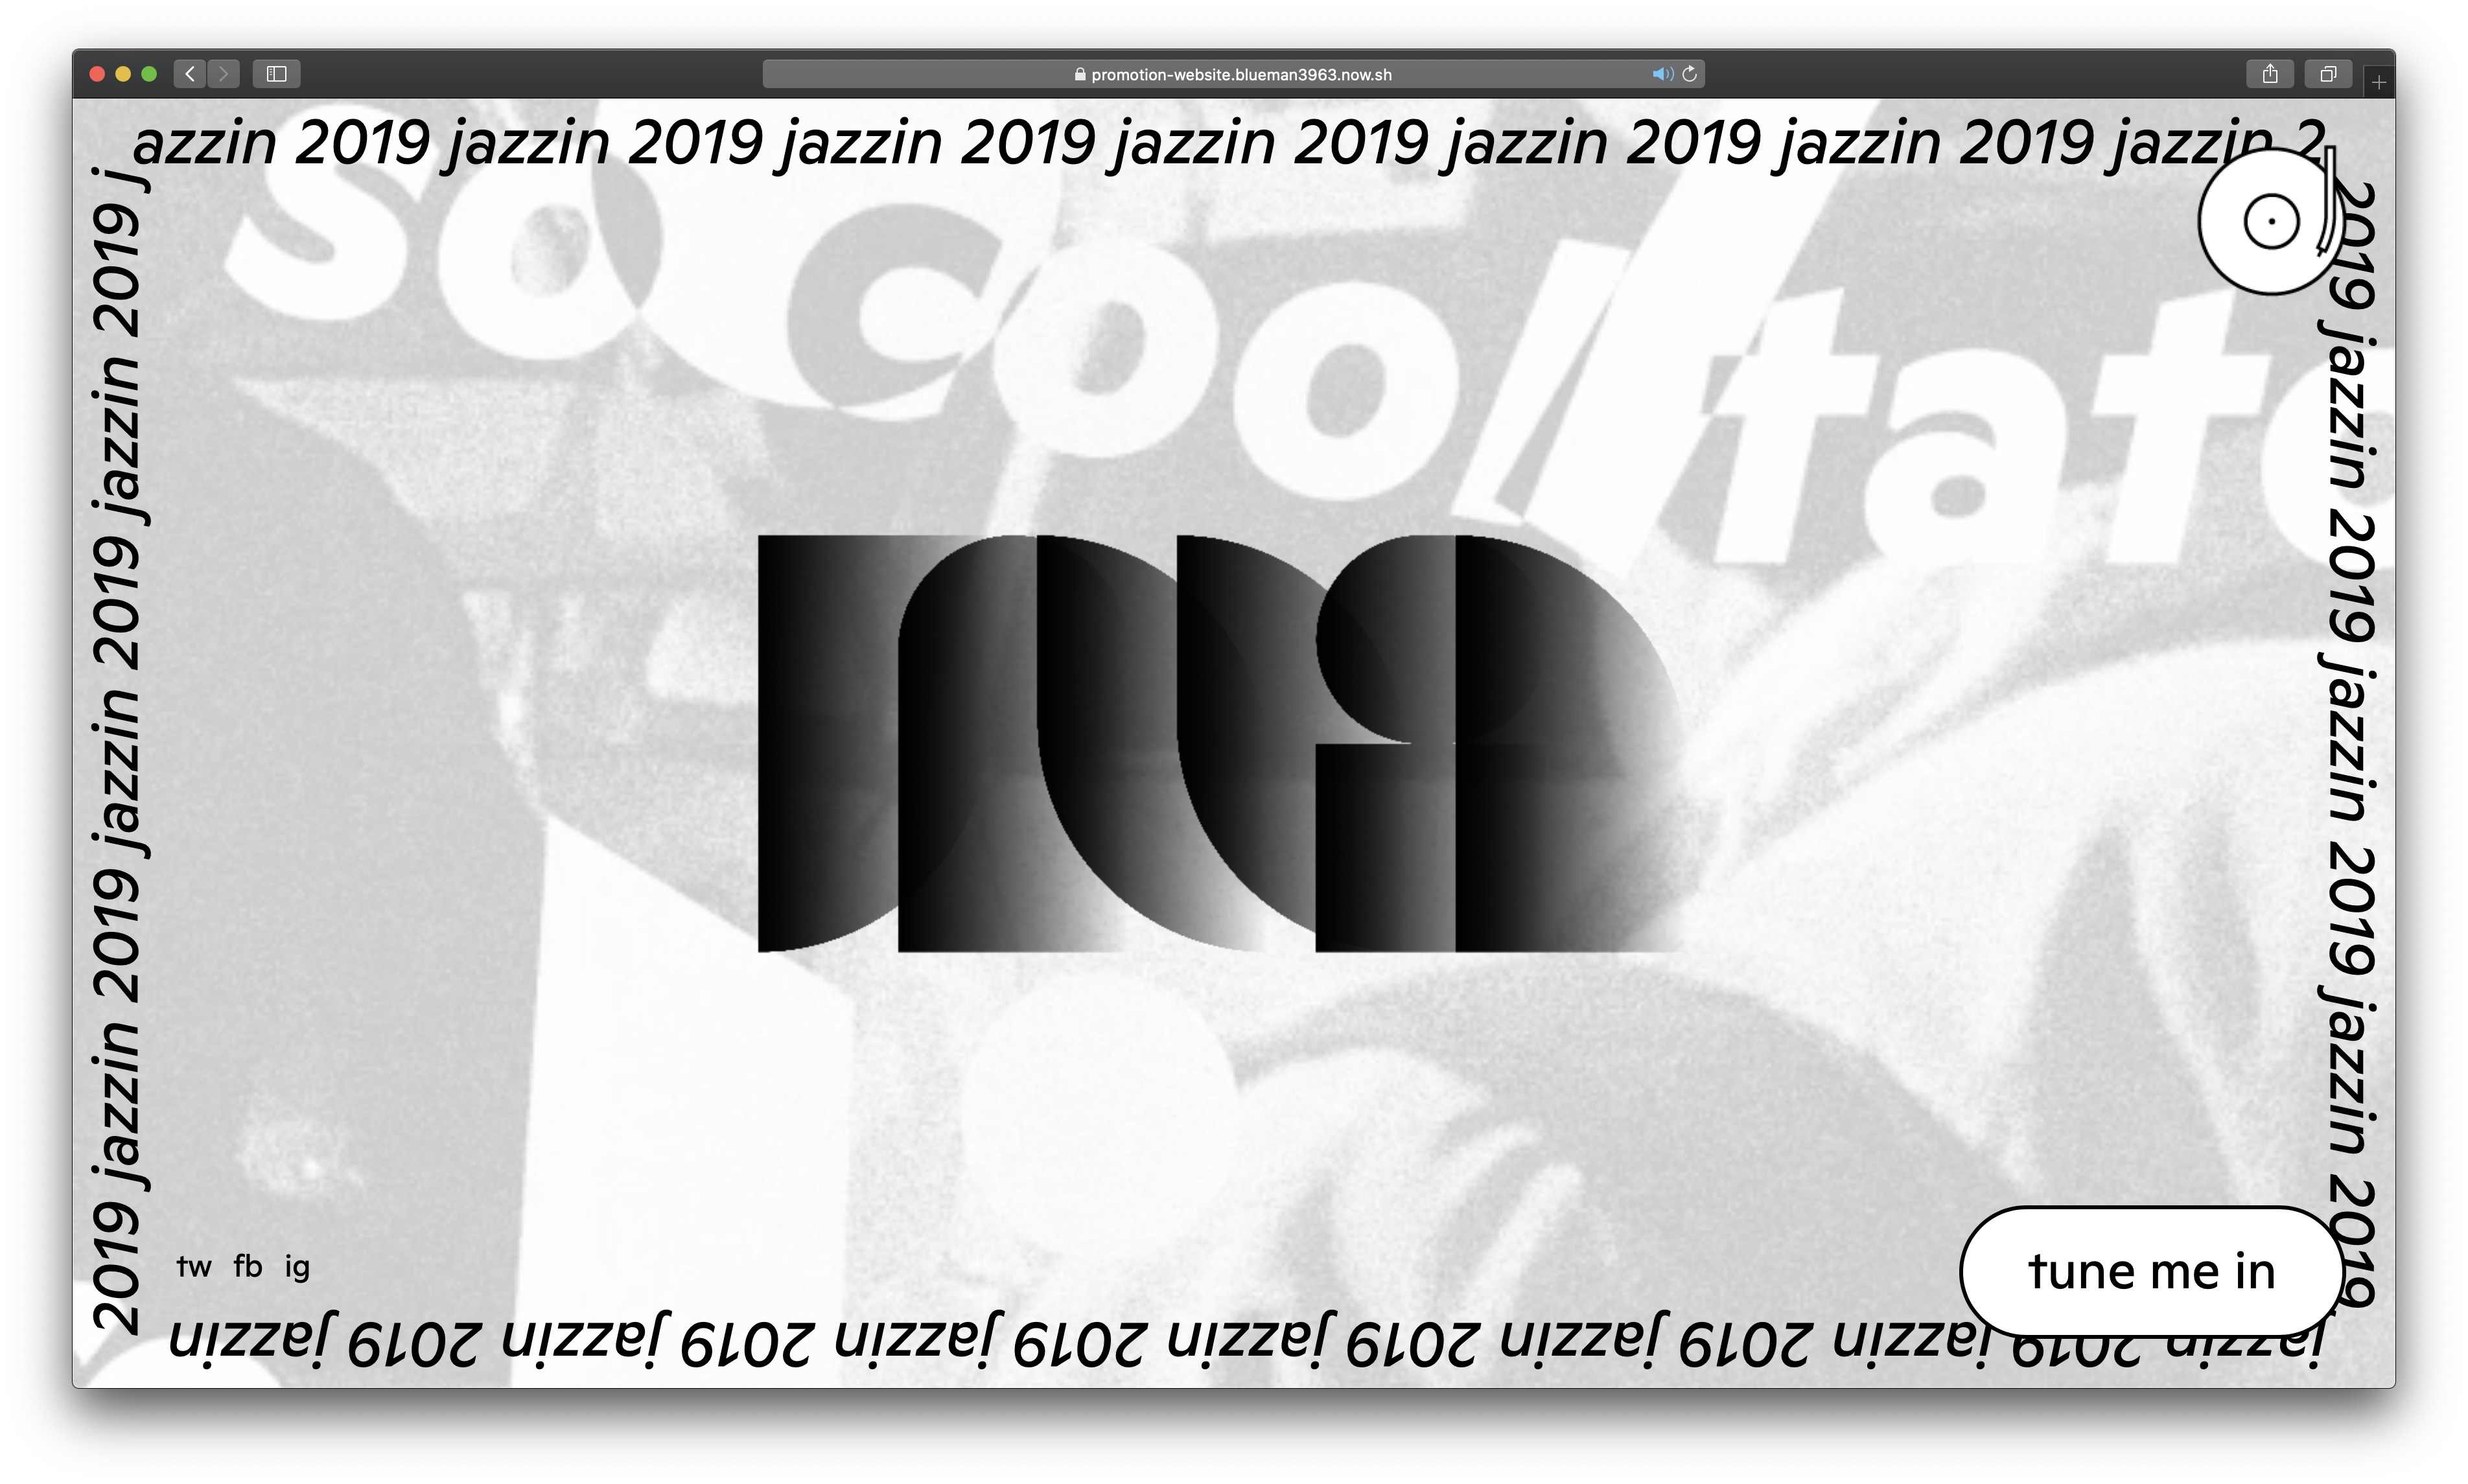 promotion-website.blueman3963.now.sh
azzin 2019 jazzin 2019 jazzin 2019 jazzin 2019 jazzin 2019 jazzin 2019 jazzin 2
2019 jazzin 2019 jazzin 2019 jazzin 2019 jazzin 2019
2019 jazzin 2019 jazzin 2019 jazzin 2019 j
so cool
tat
tw fb ig
tune me in
jazzin 2019 jazzin 2019 jazzin 2019 jazzin 2019 jazzin 2019 jazzin 2019 jazzin